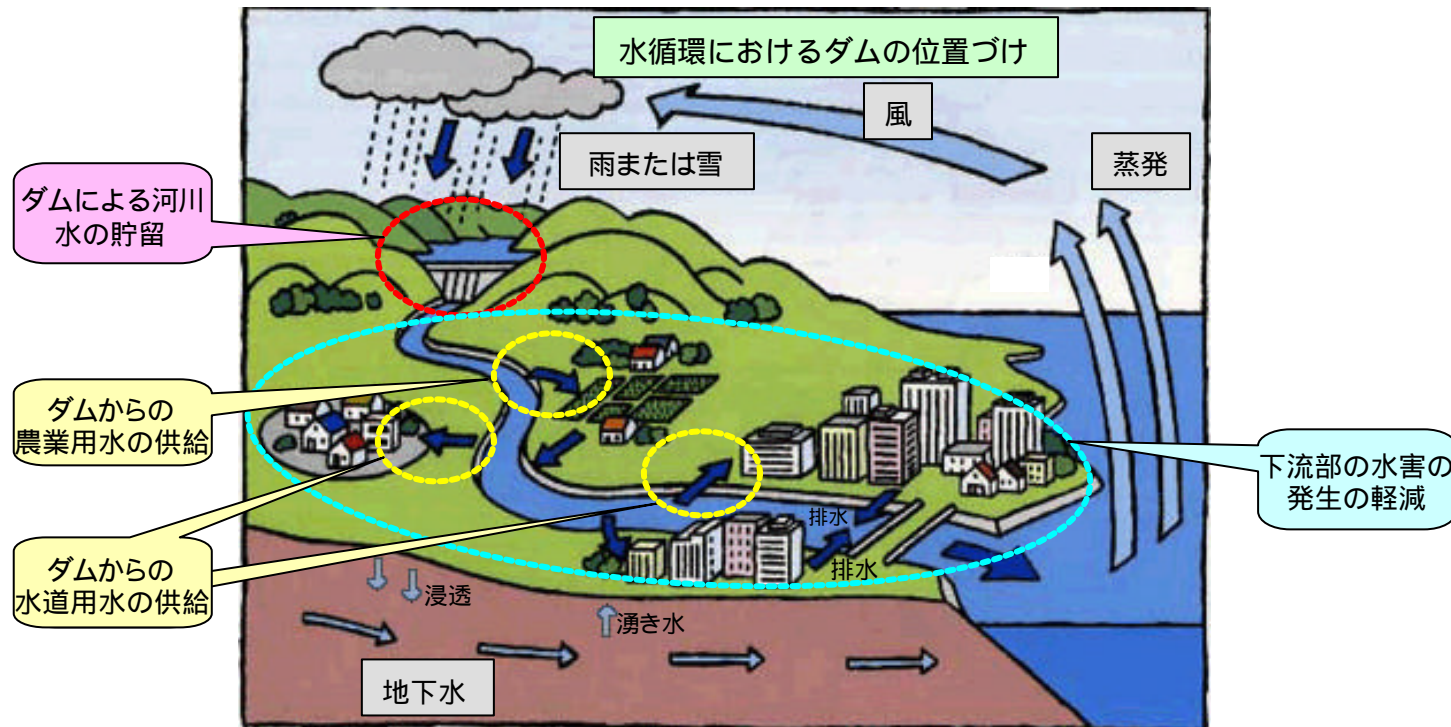 水循環におけるダムの位置づけ
風
雨または雪
蒸発
ダムによる河川
水の貯留
ダムからの
農業用水の供給
下流部の水害の
発生の軽減
排水
排水
ダムからの
水道用水の供給
浸透
湧き水
地下水